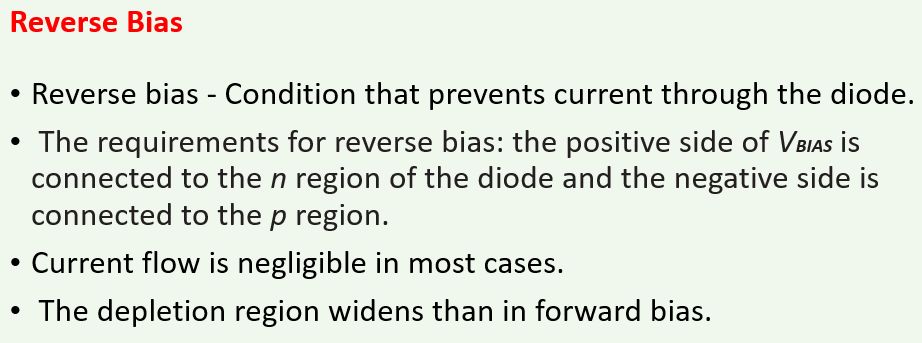 Reverse Bias
• Reverse bias - Condition that prevents current through the diode.
• The requirements for reverse bias: the positive side of VBIAS is
connected to the n region of the diode and the negative side is
connected to the p region.
• Current flow is negligible in most cases.
• The depletion region widens than in forward bias.